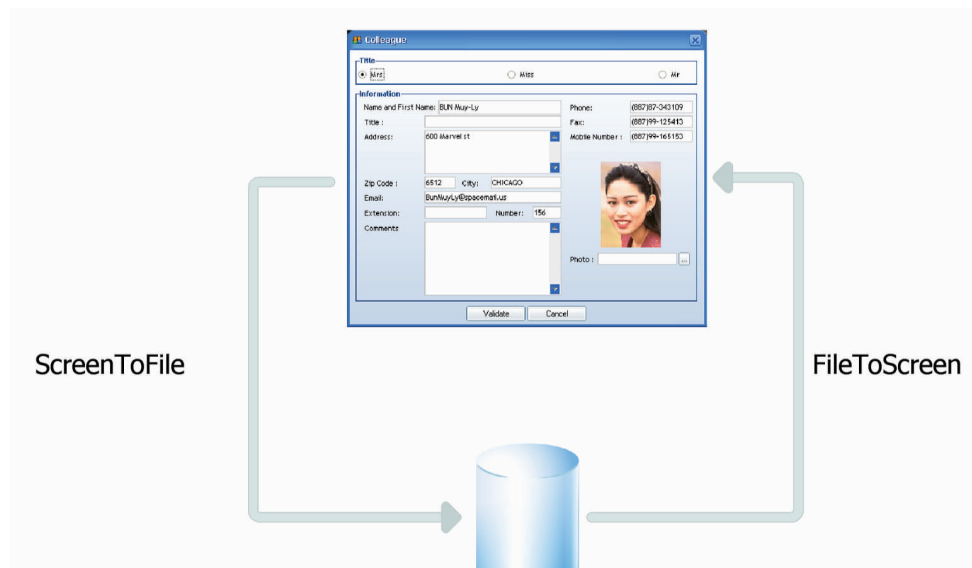 Colleague
Title
Mrs Miss Mr
Information
Name and First Name: BUN Muy-Ly Phone: (887)87-343109
Title : Fax: (887)99-125413
Address: 600 Marvel st Mobile Number : (887)99-165153
Zip Code : 6512 City: CHICAGO
Email: BunMuyLy@spacemail.us
Extension: Number: 156
Comments
Photo : ...
Validate Cancel
ScreenToFile FileToScreen